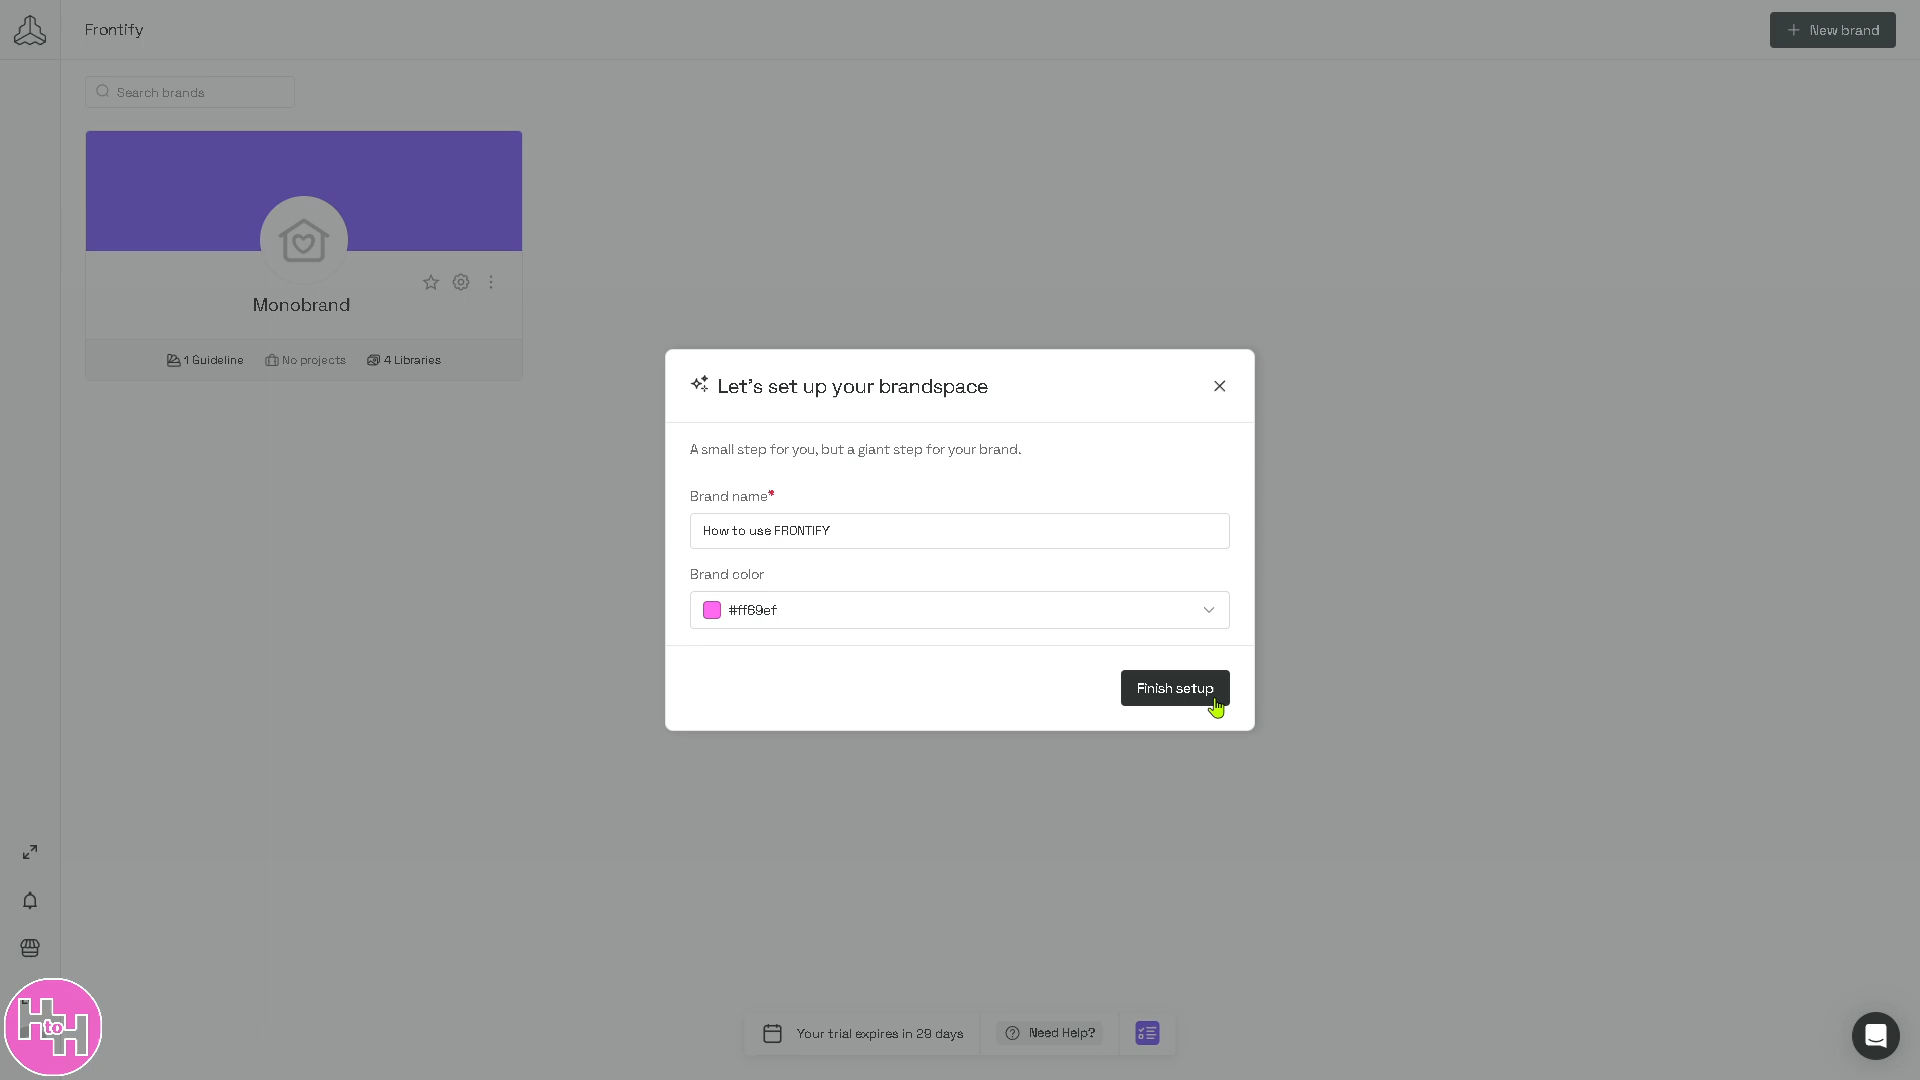 Frontify
New brand
Search brands
Monobrand
1 Guideline
No projects
4 Libraries
Let's set up your brandspace
A small step for you, but a giant step for your brand.
Brand name*
How to use FRONTIFY
Brand color
#ff69ef
Finish setup
H to H
Your trial expires in 29 days
Need Help?